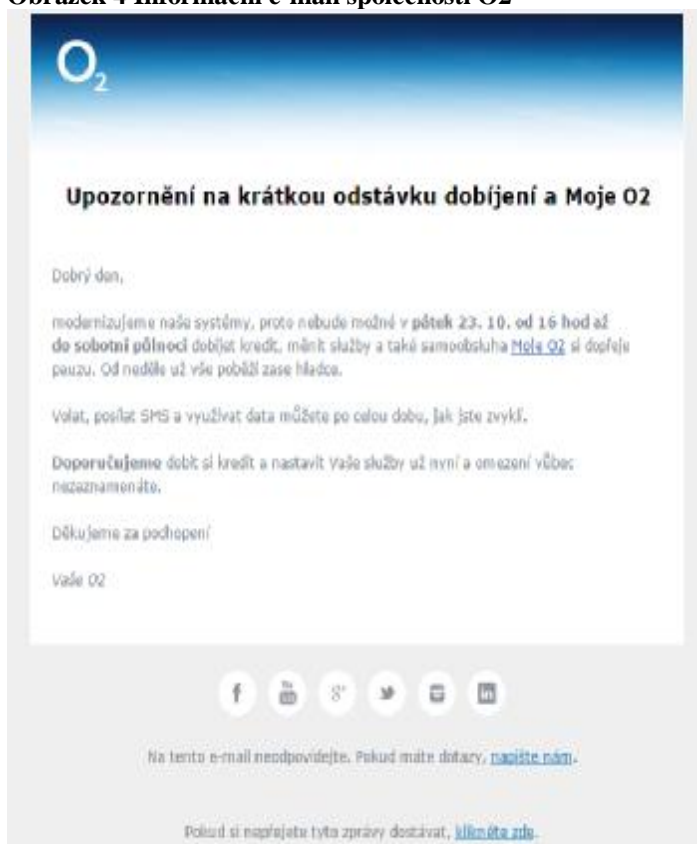 Obrázek 4 Informační e-mail společnosti O2
O2
Upozornění na krátkou odstávku dobíjení a Moje O2
Dobrý den,
modernizujeme naše systémy, proto nebude možné v pátek 23. 10. od 16 hod až
do sobotní půlnoci dobíjet kredit, měnit služby a také samoobsluha Moje O2 si dopřeje
pauzu. Od neděle už vše poběží zase hladce.
Volat, posílat SMS a využívat data můžete po celou dobu, jak jste zvyklí.
Doporučujeme dobít si kredit a nastavit Vaše služby už nyní a omezení vůbec
nezaznamenáte.
Děkujeme za pochopení
Vaše O2
f You Tube g+ in
Na tento e-mail neodpovídejte. Pokud máte dotazy, napište nám.
Pokud si nepřejete tyto zprávy dostávat, klikněte zde.